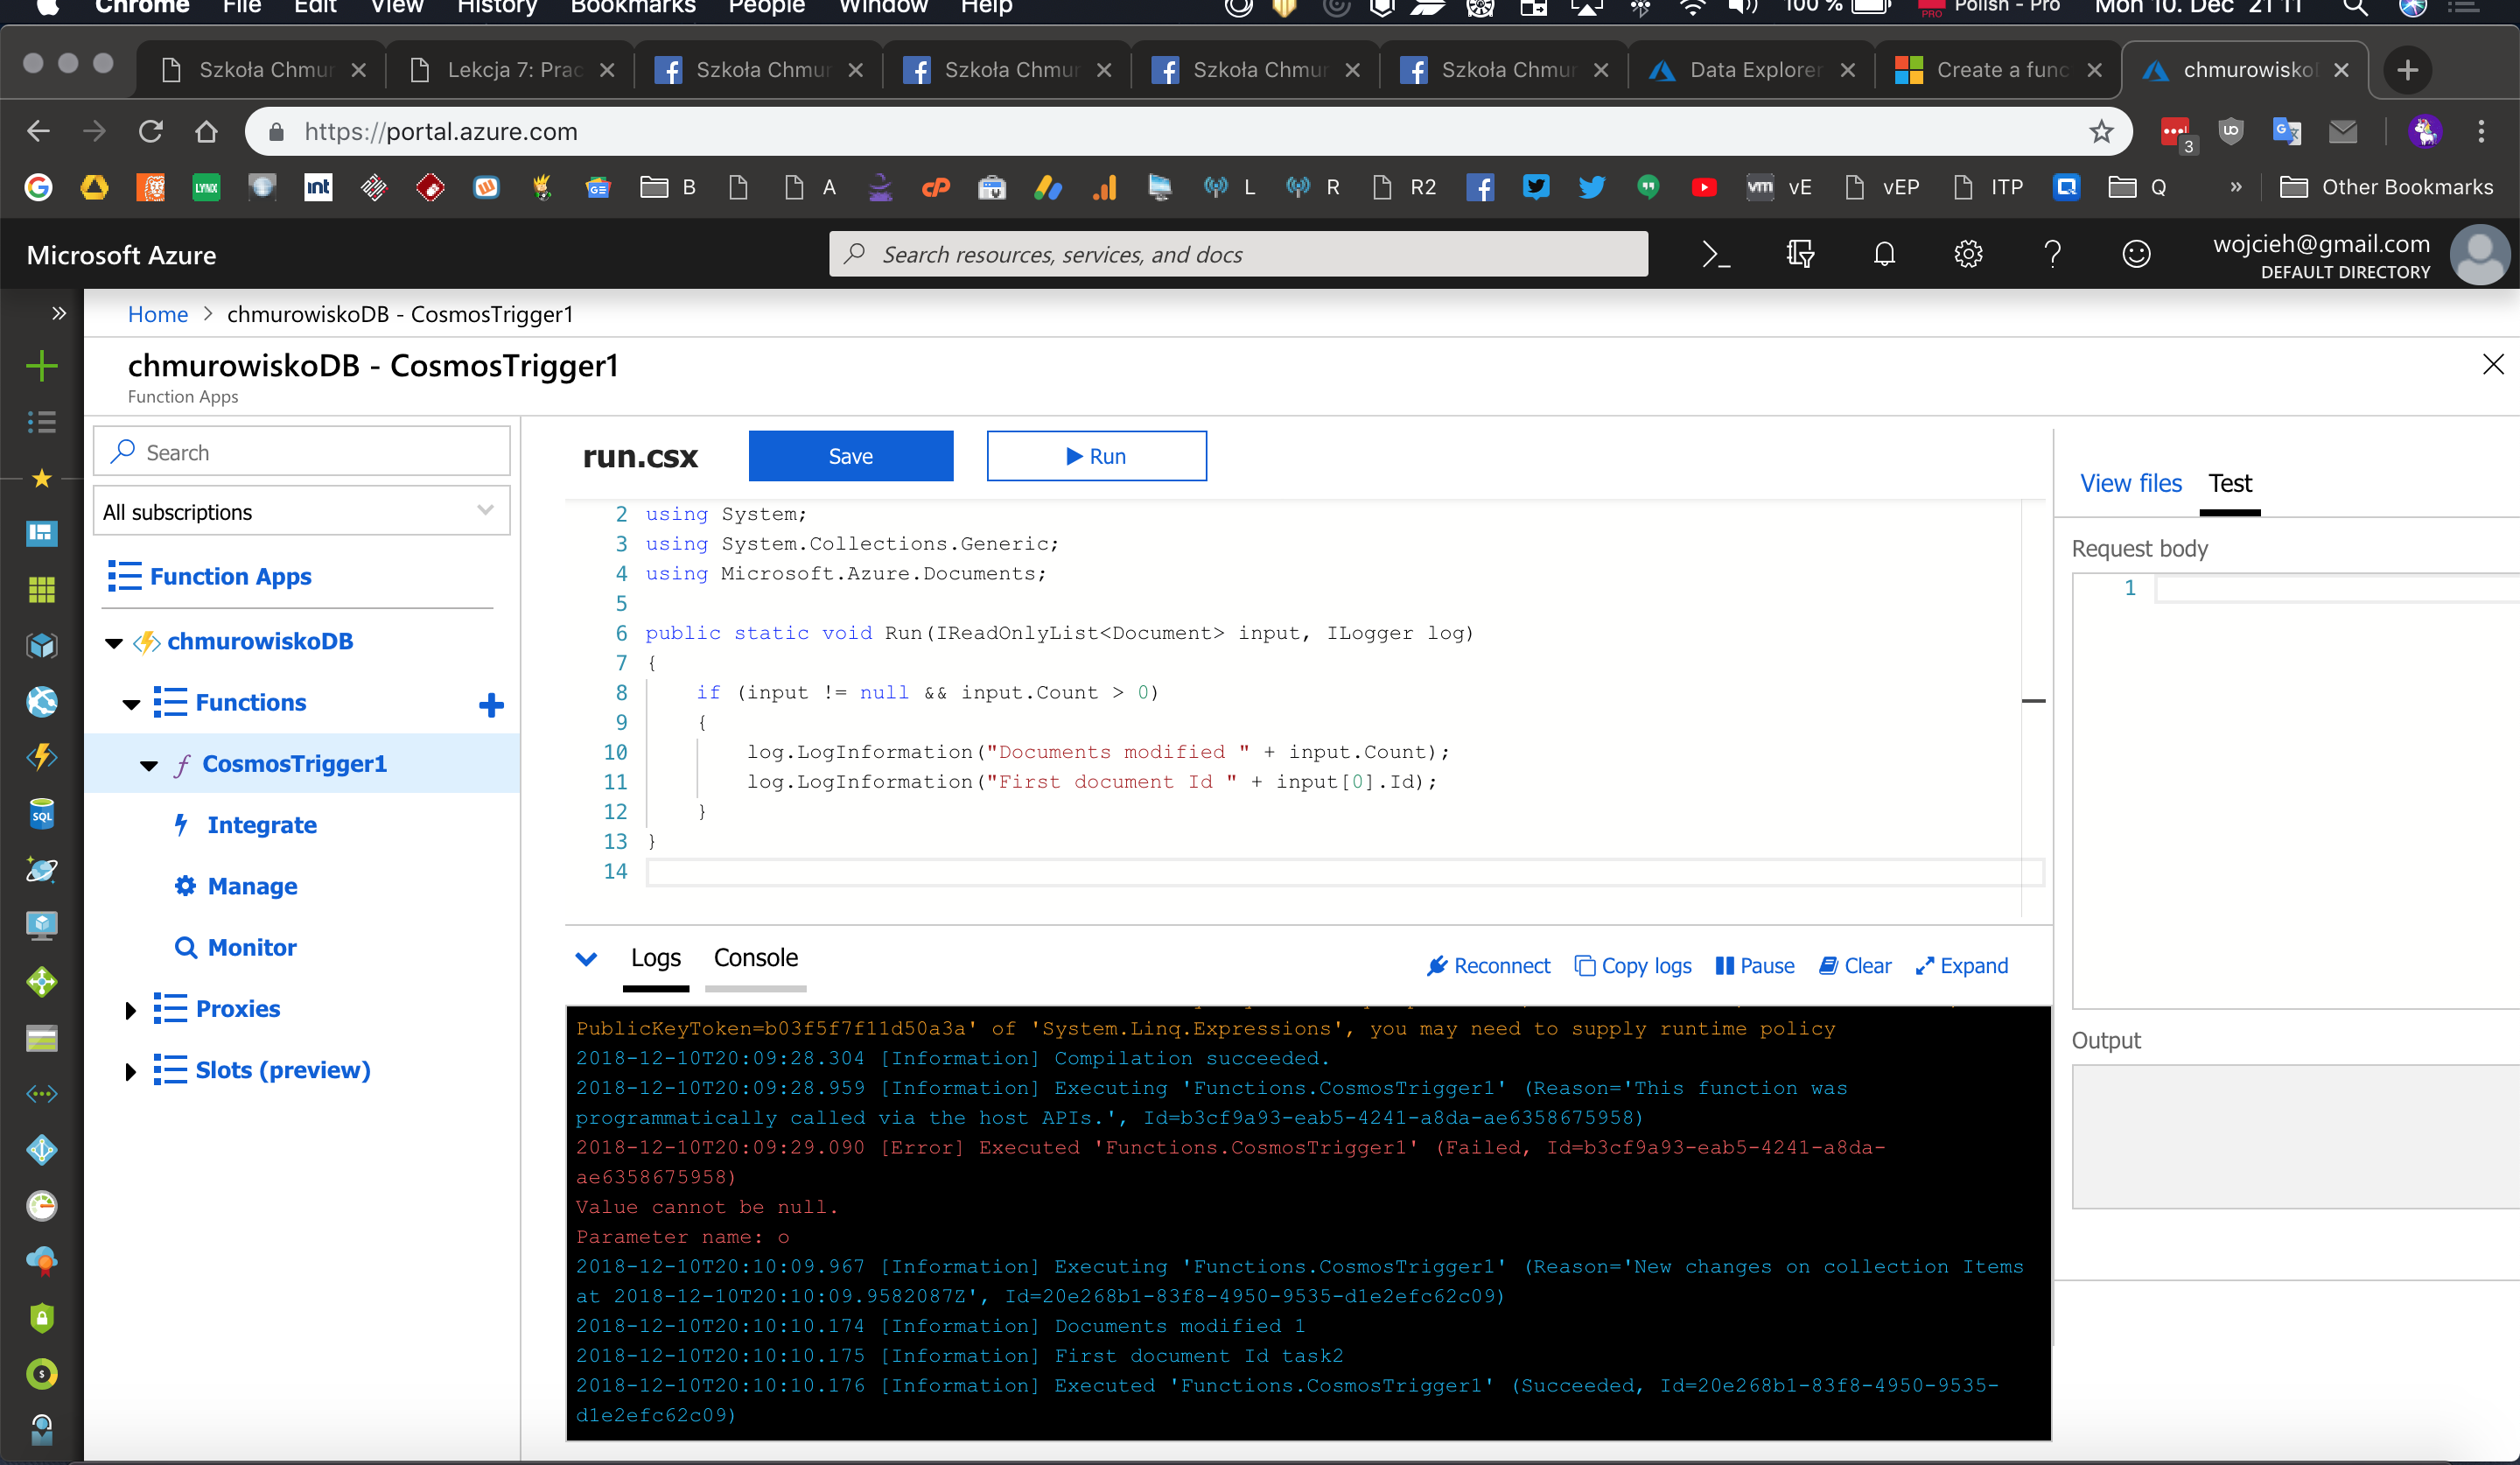 Chrome File Edit View History Bookmarks People Window Help 100 % PRO Polish - Pro Mon 10. Dec 21 11
Szkoła Chmur Lekcja 7: Prac Szkoła Chmur Szkoła Chmur Szkoła Chmur Szkoła Chmur Data Explorer Create a func chmurowisko
https://portal.azure.com 3
LYNX INT B A cP L R R2 vm vE vEP ITP Q » Other Bookmarks
Microsoft Azure Search resources, services, and docs wojcieh@gmail.com
DEFAULT DIRECTORY
Home > chmurowiskoDB - CosmosTrigger1
chmurowiskoDB - CosmosTrigger1
Function Apps
Search
All subscriptions
Function Apps
chmurowiskoDB
Functions
CosmosTrigger1
Integrate
Manage
Monitor
Proxies
Slots (preview)
SQL
run.csx Save Run
2 using System;
3 using System.Collections.Generic;
4 using Microsoft.Azure.Documents;
5
6 public static void Run(IReadOnlyList<Document> input, ILogger log)
7 {
8 if (input != null && input.Count > 0)
9 {
10 log.LogInformation("Documents modified " + input.Count);
11 log.LogInformation("First document Id " + input[0].Id);
12 }
13 }
14
Logs Console Reconnect Copy logs Pause Clear Expand
PublicKeyToken=b03f5f7f11d50a3a' of 'System.Linq.Expressions', you may need to supply runtime policy
2018-12-10T20:09:28.304 [Information] Compilation succeeded.
2018-12-10T20:09:28.959 [Information] Executing 'Functions.CosmosTrigger1' (Reason='This function was
programmatically called via the host APIs.', Id=b3cf9a93-eab5-4241-a8da-ae6358675958)
2018-12-10T20:09:29.090 [Error] Executed 'Functions.CosmosTrigger1' (Failed, Id=b3cf9a93-eab5-4241-a8da-
ae6358675958)
Value cannot be null.
Parameter name: o
2018-12-10T20:10:09.967 [Information] Executing 'Functions.CosmosTrigger1' (Reason='New changes on collection Items
at 2018-12-10T20:10:09.9582087Z', Id=20e268b1-83f8-4950-9535-d1e2efc62c09)
2018-12-10T20:10:10.174 [Information] Documents modified 1
2018-12-10T20:10:10.175 [Information] First document Id task2
2018-12-10T20:10:10.176 [Information] Executed 'Functions.CosmosTrigger1' (Succeeded, Id=20e268b1-83f8-4950-9535-
d1e2efc62c09)
View files Test
Request body
1
Output